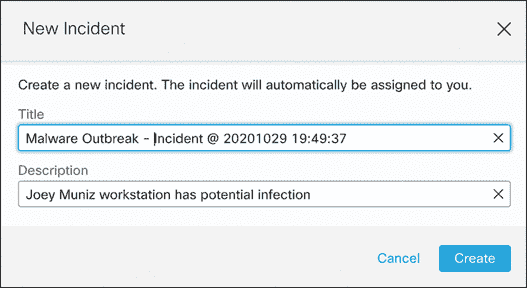 New Incident
Create a new incident. The incident will automatically be assigned to you.
Title
Malware Outbreak - Incident @ 20201029 19:49:37
Description
Joey Muniz workstation has potential infection
Cancel
Create